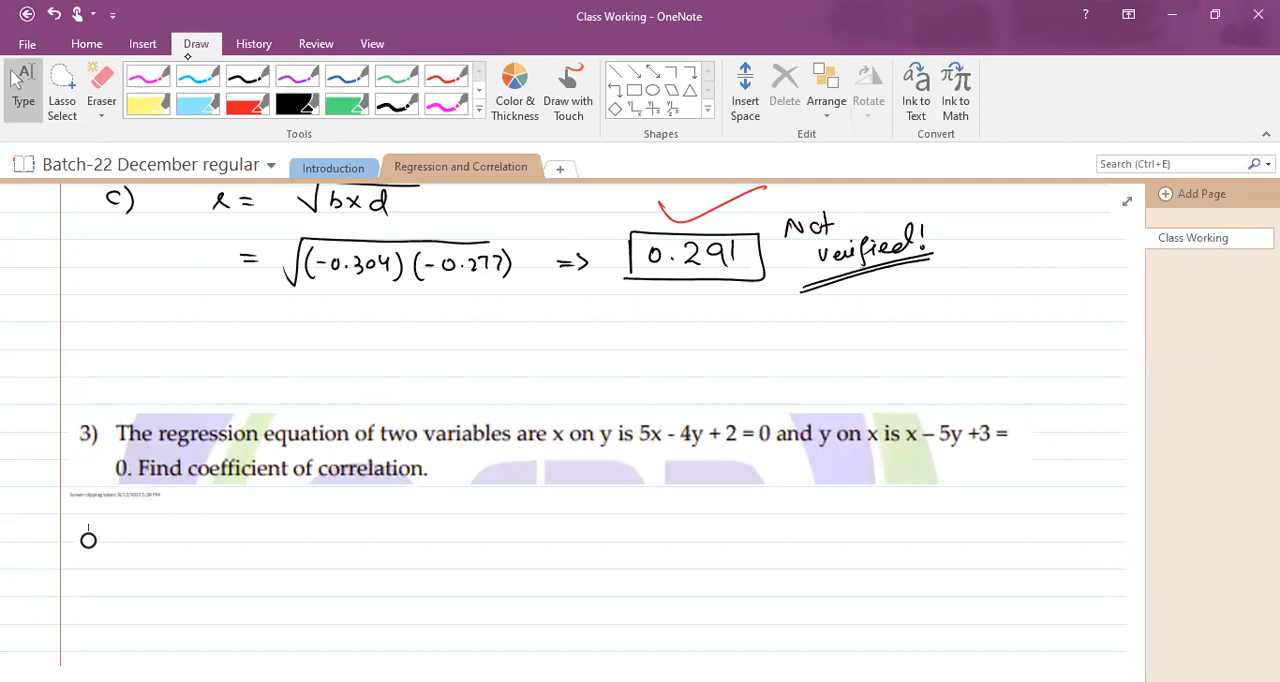 Class Working - OneNote
File Home Insert Draw History Review View
Type Lasso Select Eraser Color & Thickness Draw with Touch Insert Space Delete Arrange Rotate Ink to Text Ink to Math
Tools Shapes Edit Convert
Batch-22 December regular Introduction Regression and Correlation Search (Ctrl+E)
Add Page
Class Working
c) r = √b x d
= √(-0.304) (-0.277) => 0.291 Not verified!
3) The regression equation of two variables are x on y is 5x - 4y + 2 = 0 and y on x is x – 5y +3 =
0. Find coefficient of correlation.